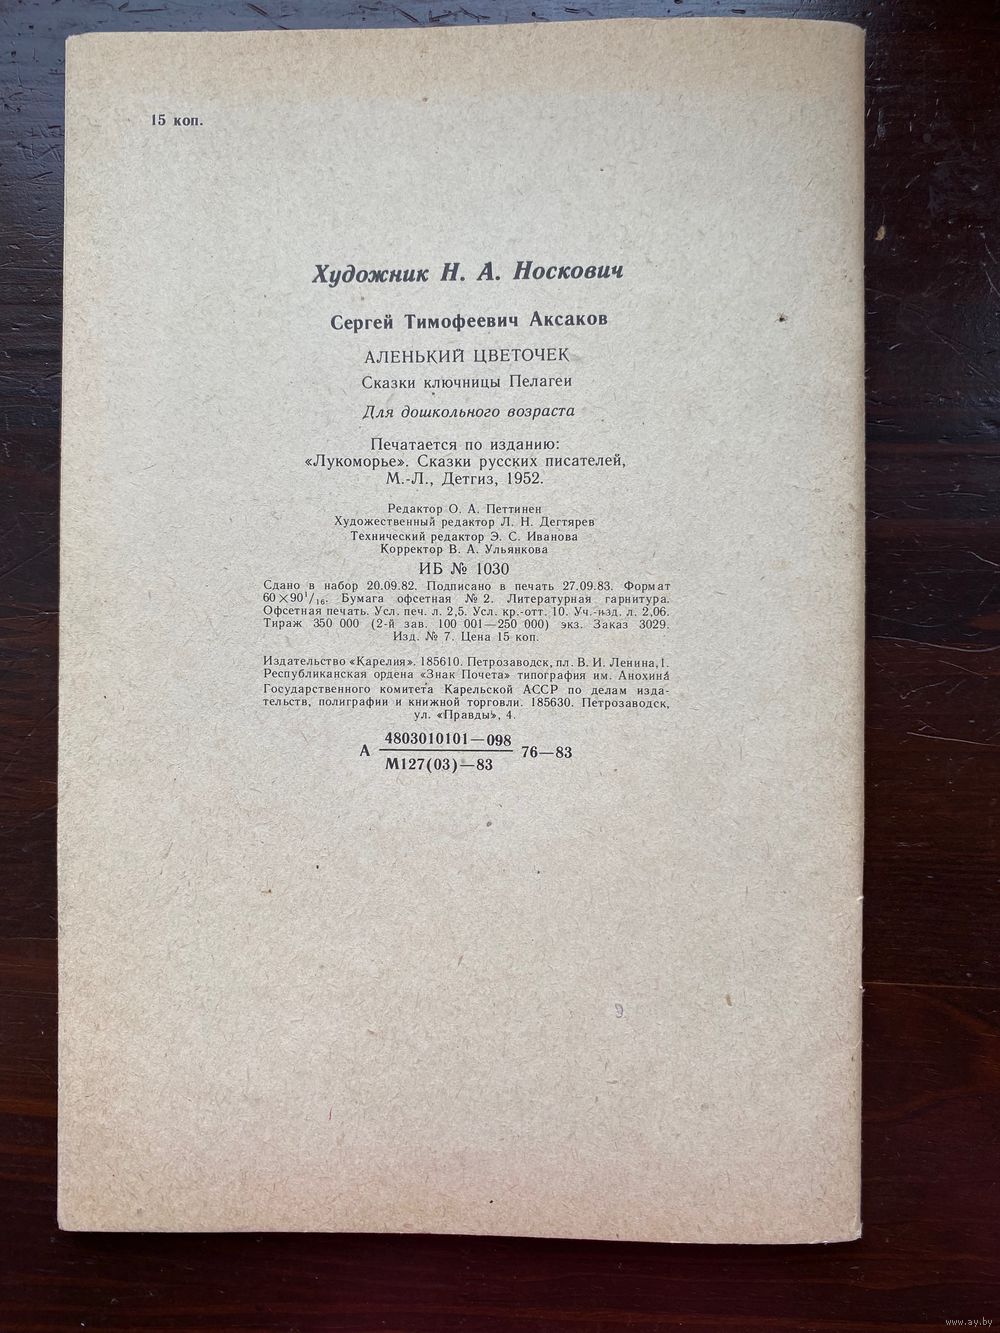 15 коп.
Художник Н. А. Носкович
Сергей Тимофеевич Аксаков
АЛЕНЬКИЙ ЦВЕТОЧЕК
Сказки ключницы Пелагеи
Для дошкольного возраста
Печатается по изданию:
«Лукоморье». Сказки русских писателей,
М.-Л., Детгиз, 1952.
Редактор О. А. Петтинен
Художественный редактор Л. Н. Дегтярев
Технический редактор Э. С. Иванова
Корректор В. А. Ульянкова
ИБ № 1030
Сдано в набор 20.09.82. Подписано в печать 27.09.83. Формат
60×90¹/₁₆. Бумага офсетная № 2. Литературная гарнитура.
Офсетная печать. Усл. печ. л. 2,5. Усл. кр.-отт. 10. Уч.-изд. л. 2,06.
Тираж 350 000 (2-й зав. 100 001—250 000) экз. Заказ 3029.
Изд. № 7. Цена 15 коп.
Издательство «Карелия». 185610. Петрозаводск, пл. В. И. Ленина, 1.
Республиканская ордена «Знак Почета» типография им. Анохина
Государственного комитета Карельской АССР по делам изда-
тельств, полиграфии и книжной торговли. 185630. Петрозаводск,
ул. «Правды», 4.
А 4803010101—098 / М127(03)—83 76—83
www.ay.by